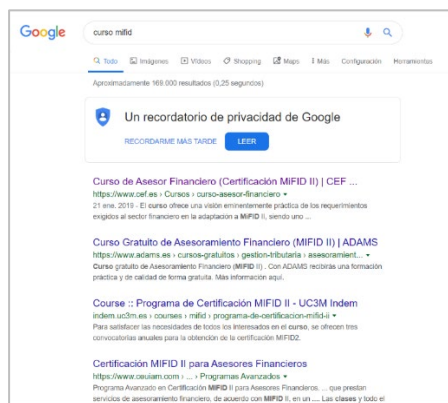 Google
curso mifid
Todo Imágenes Vídeos Shopping Maps Más Configuración Herramientas
Aproximadamente 169.000 resultados (0,25 segundos)
Un recordatorio de privacidad de Google
RECORDARME MÁS TARDE LEER
Curso de Asesor Financiero (Certificación MiFID II) | CEF ...
https://www.cef.es › Cursos › curso-asesor-financiero
21 ene. 2019 - El curso ofrece una visión eminentemente práctica de los requerimientos
exigidos al sector financiero en la adaptación a MiFID II, siendo uno ...
Curso Gratuito de Asesoramiento Financiero (MIFID II) | ADAMS
https://www.adams.es › cursos-gratuitos › gestion-tributaria › asesoramient...
Curso gratuito de Asesoramiento Financiero (MIFID II) . Con ADAMS recibirás una formación
práctica y de calidad de forma gratuita. Más información aquí.
Course :: Programa de Certificación MIFID II - UC3M Indem
indem.uc3m.es › courses › mifid › programa-de-certificacion-mifid-ii
Para satisfacer las necesidades de todos los interesados en el curso, se ofrecen tres
convocatorias anuales para la obtención de la certificación MIFID2.
Certificación MIFID II para Asesores Financieros
https://www.ceuiam.com › ... › Programas Avanzados
Programa Avanzado en Certificación MIFID II para Asesores Financieros. ... que prestan
servicios de asesoramiento financiero, de acuerdo con MIFID II, en un .... Las clases y todo el